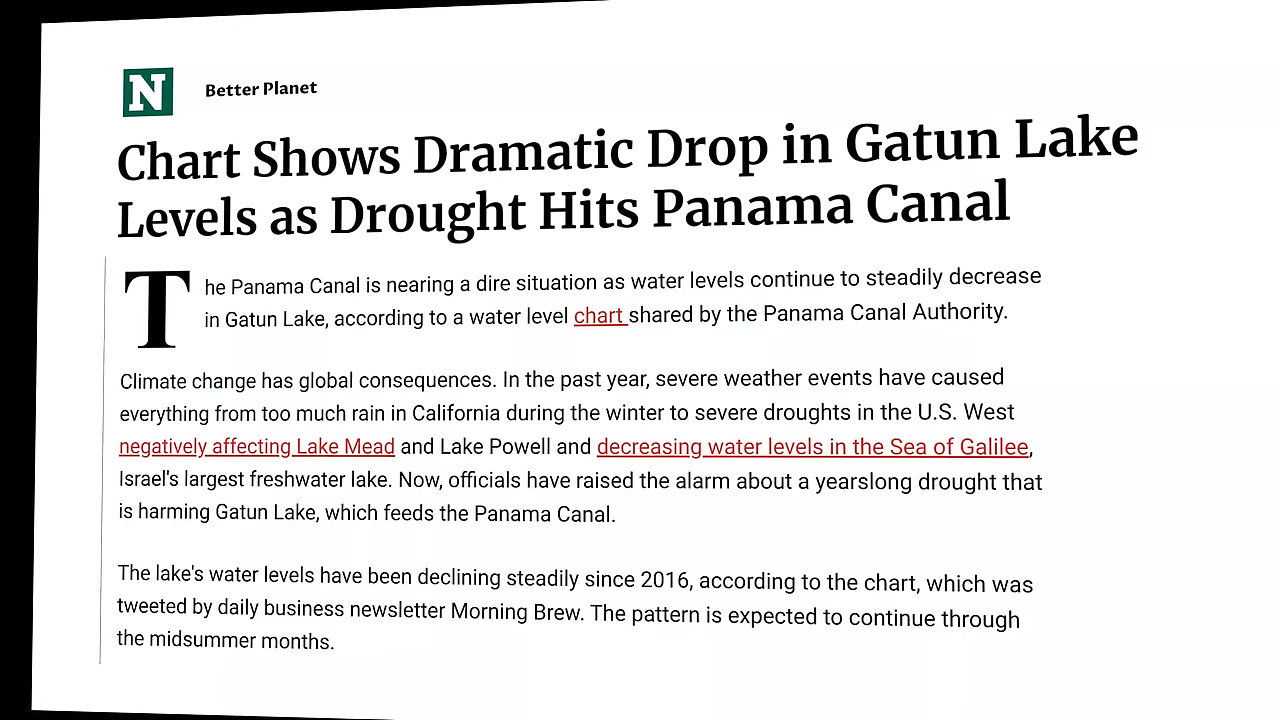 N
Better Planet
Chart Shows Dramatic Drop in Gatun Lake
Levels as Drought Hits Panama Canal
The Panama Canal is nearing a dire situation as water levels continue to steadily decrease
in Gatun Lake, according to a water level chart shared by the Panama Canal Authority.
Climate change has global consequences. In the past year, severe weather events have caused
everything from too much rain in California during the winter to severe droughts in the U.S. West
negatively affecting Lake Mead and Lake Powell and decreasing water levels in the Sea of Galilee,
Israel's largest freshwater lake. Now, officials have raised the alarm about a yearslong drought that
is harming Gatun Lake, which feeds the Panama Canal.
The lake's water levels have been declining steadily since 2016, according to the chart, which was
tweeted by daily business newsletter Morning Brew. The pattern is expected to continue through
the midsummer months.